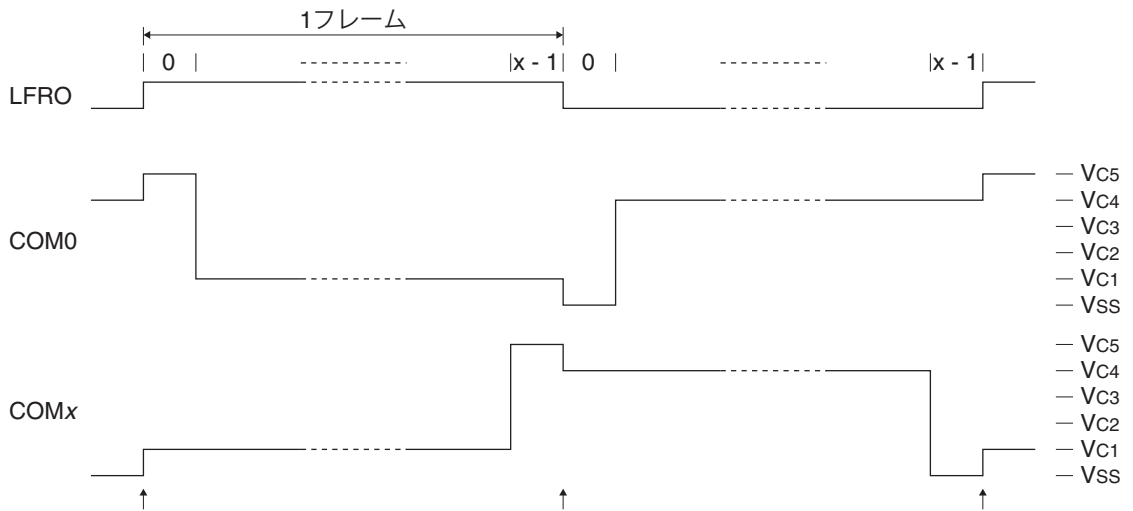 1フレーム
0 x - 1 0 x - 1
LFRO
COM0
VC5
VC4
VC3
VC2
VC1
VSS
COMx
VC5
VC4
VC3
VC2
VC1
VSS